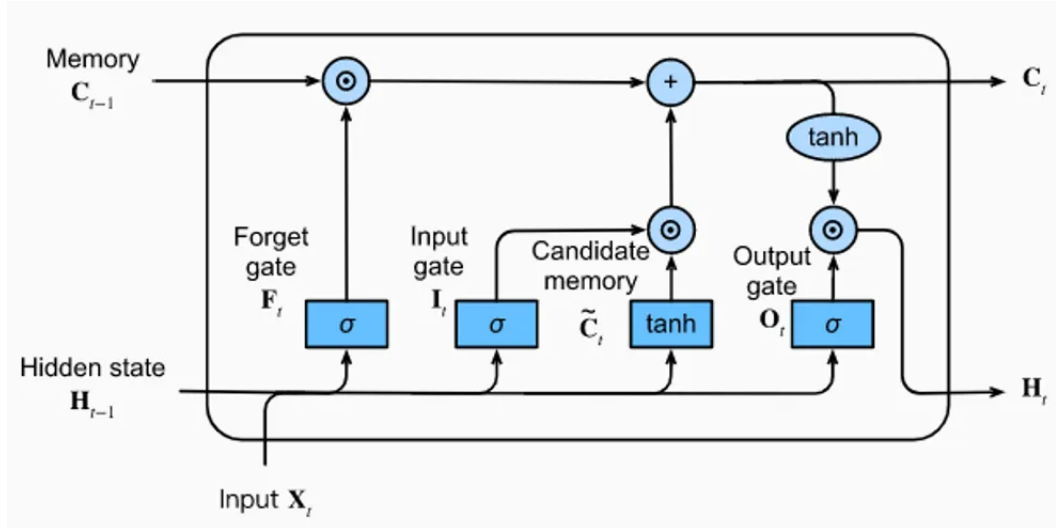 Memory
C_{t−1}
⊙
+
C_t
tanh
⊙
⊙
Forget
gate
F_t
Input
gate
I_t
Candidate
memory
C̃_t
Output
gate
O_t
σ
σ
tanh
σ
Hidden state
H_{t−1}
H_t
Input X_t